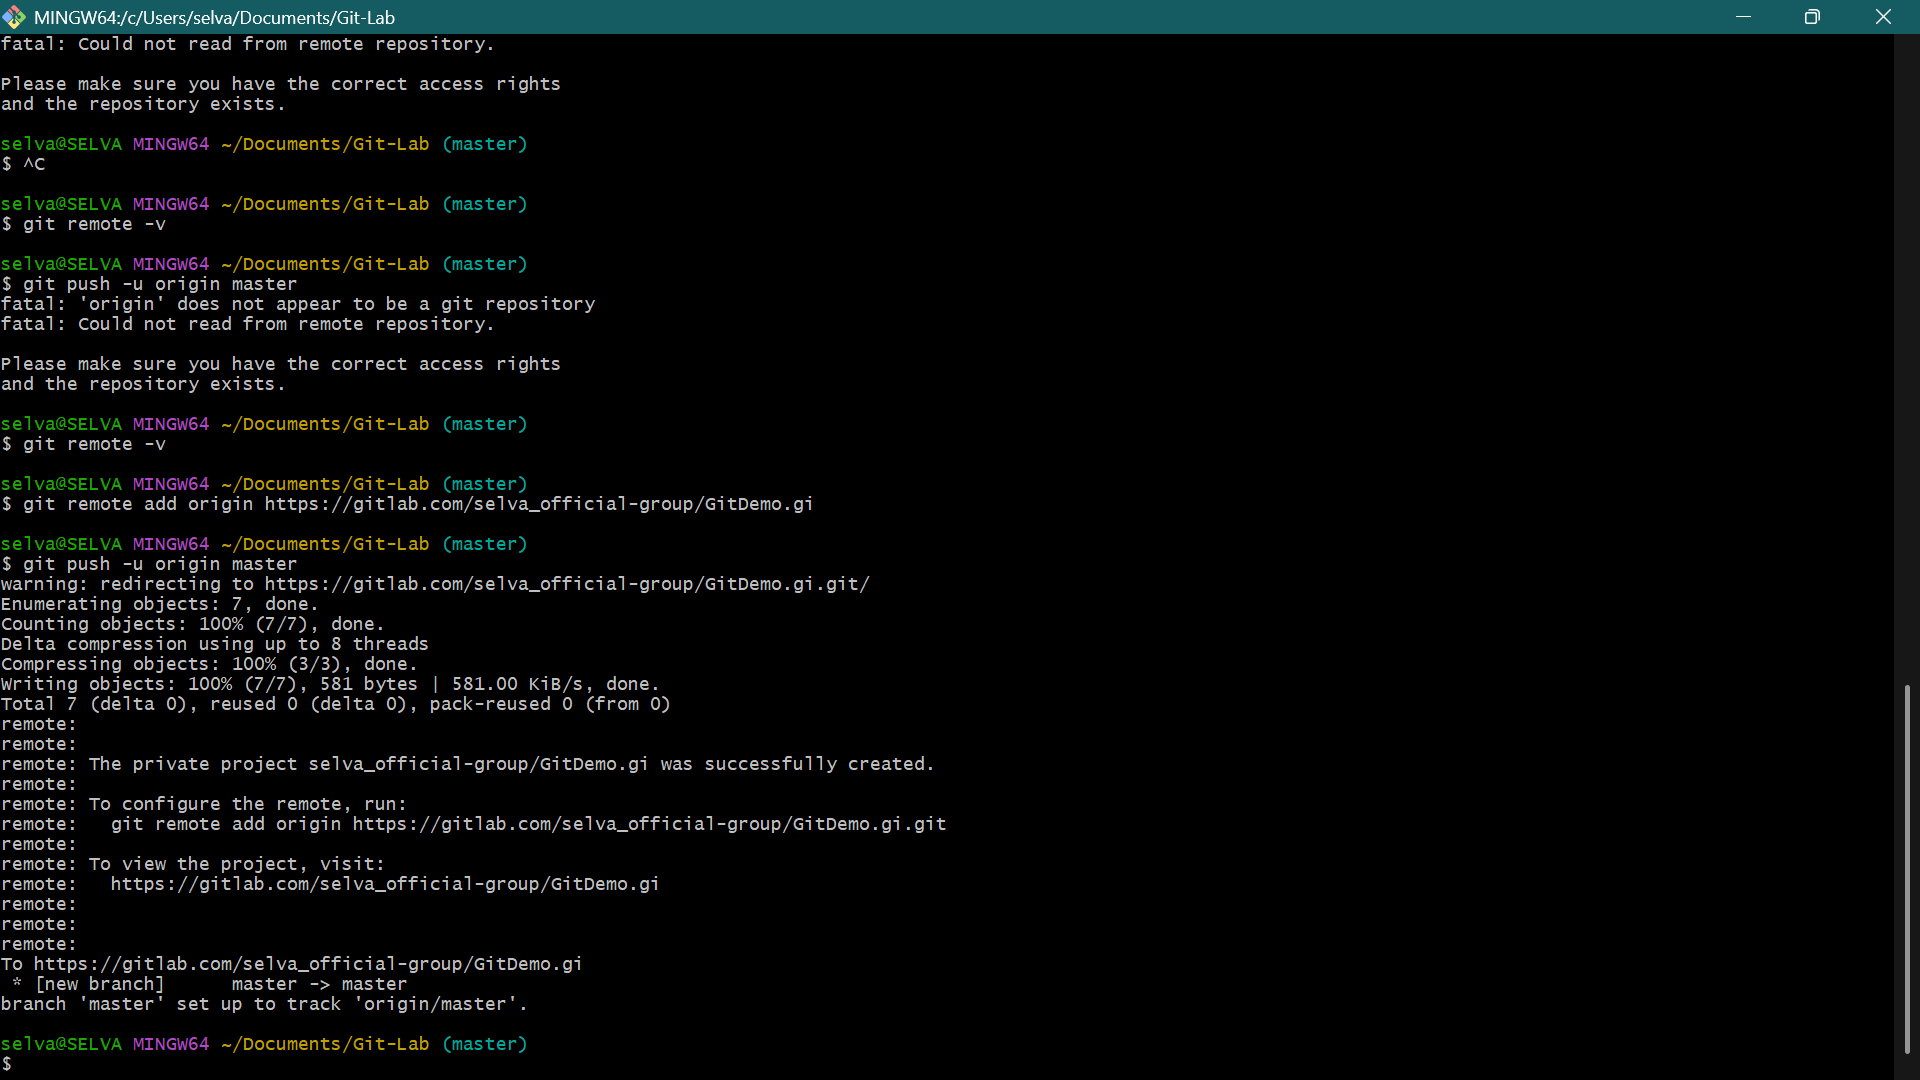 MINGW64:/c/Users/selva/Documents/Git-Lab
fatal: Could not read from remote repository.
Please make sure you have the correct access rights
and the repository exists.
selva@SELVA MINGW64 ~/Documents/Git-Lab (master)
$ ^C
selva@SELVA MINGW64 ~/Documents/Git-Lab (master)
$ git remote -v
selva@SELVA MINGW64 ~/Documents/Git-Lab (master)
$ git push -u origin master
fatal: 'origin' does not appear to be a git repository
fatal: Could not read from remote repository.
Please make sure you have the correct access rights
and the repository exists.
selva@SELVA MINGW64 ~/Documents/Git-Lab (master)
$ git remote -v
selva@SELVA MINGW64 ~/Documents/Git-Lab (master)
$ git remote add origin https://gitlab.com/selva_official-group/GitDemo.gi
selva@SELVA MINGW64 ~/Documents/Git-Lab (master)
$ git push -u origin master
warning: redirecting to https://gitlab.com/selva_official-group/GitDemo.gi.git/
Enumerating objects: 7, done.
Counting objects: 100% (7/7), done.
Delta compression using up to 8 threads
Compressing objects: 100% (3/3), done.
Writing objects: 100% (7/7), 581 bytes | 581.00 KiB/s, done.
Total 7 (delta 0), reused 0 (delta 0), pack-reused 0 (from 0)
remote:
remote:
remote: The private project selva_official-group/GitDemo.gi was successfully created.
remote:
remote: To configure the remote, run:
remote:   git remote add origin https://gitlab.com/selva_official-group/GitDemo.gi.git
remote:
remote: To view the project, visit:
remote:   https://gitlab.com/selva_official-group/GitDemo.gi
remote:
remote:
remote:
To https://gitlab.com/selva_official-group/GitDemo.gi
 * [new branch]      master -> master
branch 'master' set up to track 'origin/master'.
selva@SELVA MINGW64 ~/Documents/Git-Lab (master)
$